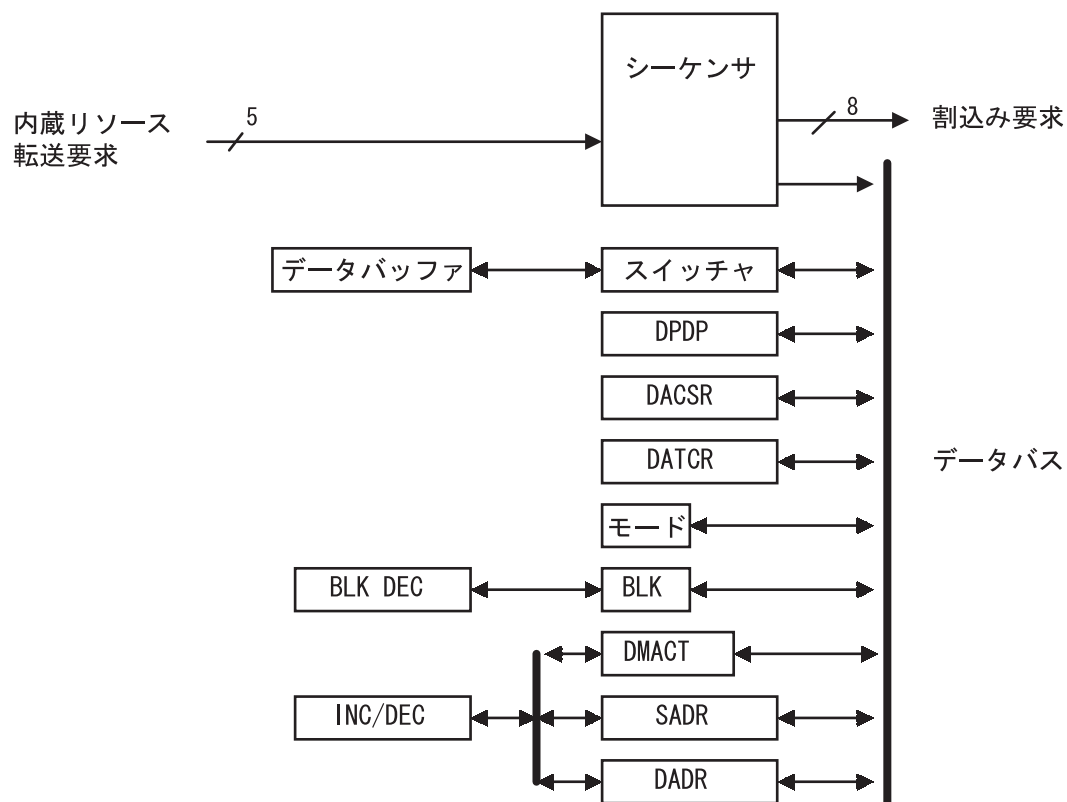 シーケンサ
内蔵リソース
転送要求
5
8
割込み要求
データバッファ
スイッチャ
DPDP
DACSR
DATCR
データバス
モード
BLK DEC
BLK
DMACT
INC/DEC
SADR
DADR